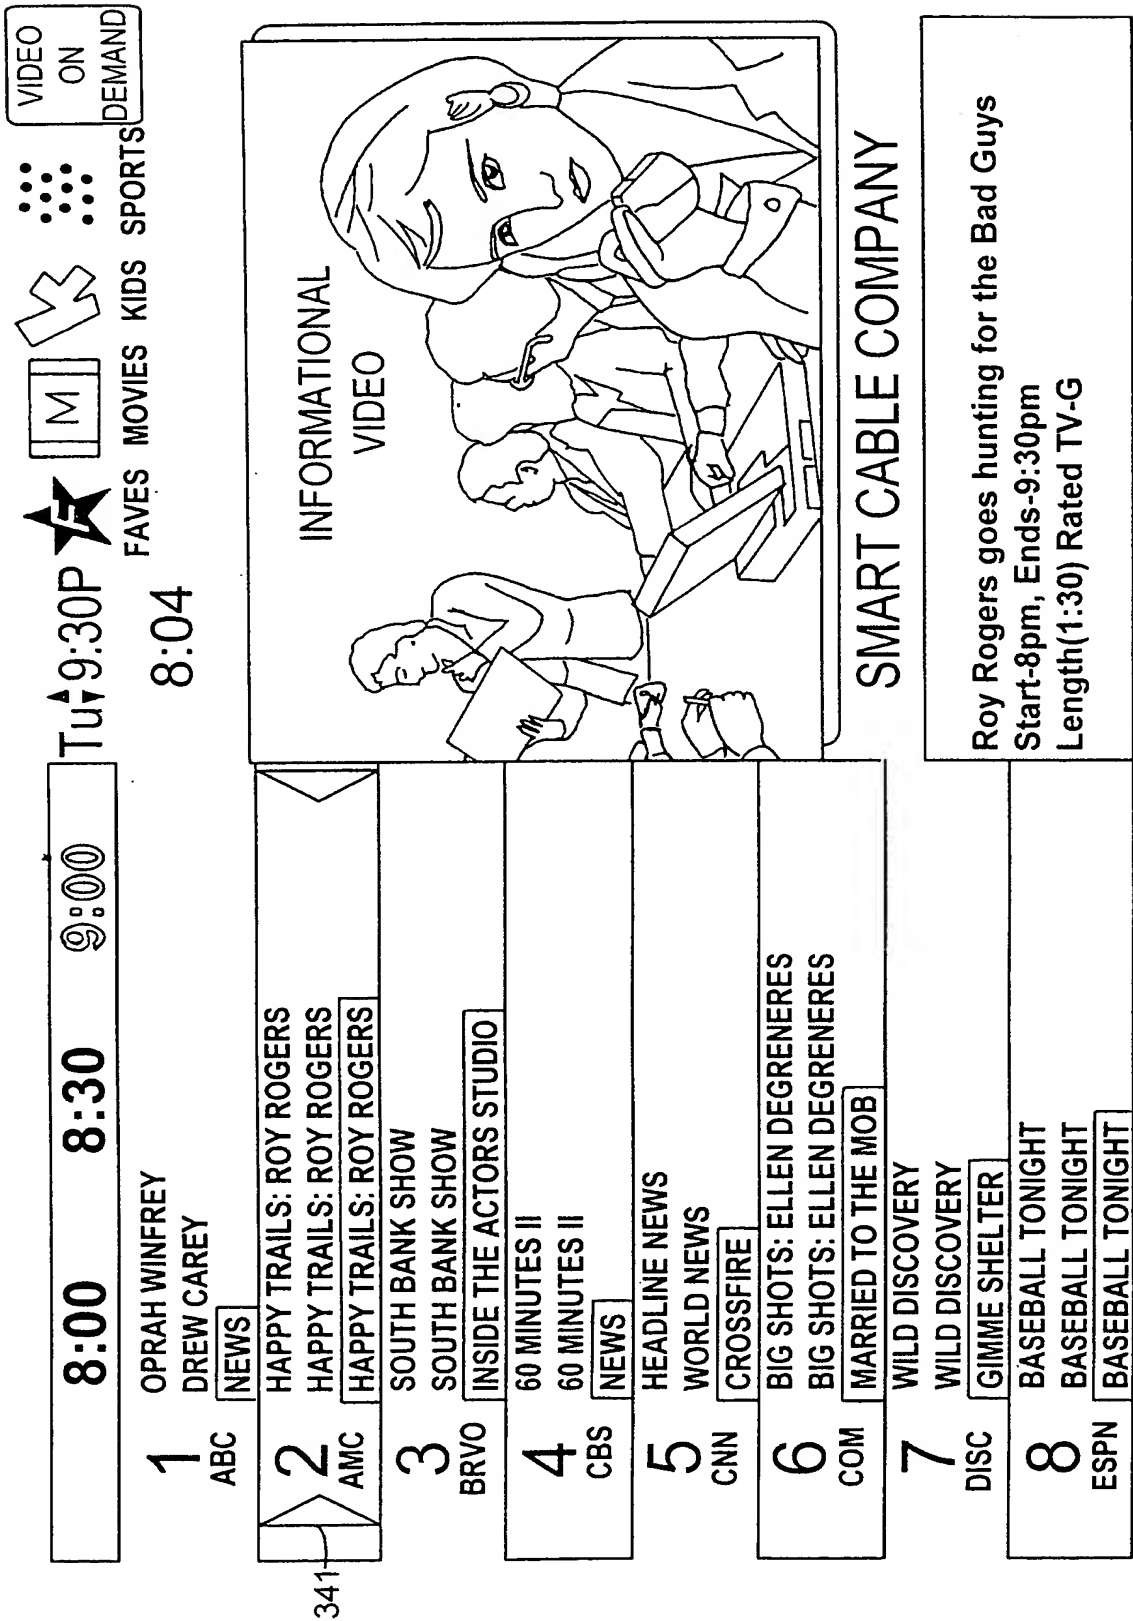 8:00 8:30 9:00 Tu 9:30P
8:04
F
M
K
FAVES MOVIES KIDS SPORTS
VIDEO
ON
DEMAND
1
ABC
OPRAH WINFREY
DREW CAREY
NEWS
341
2
AMC
HAPPY TRAILS: ROY ROGERS
HAPPY TRAILS: ROY ROGERS
HAPPY TRAILS: ROY ROGERS
3
BRVO
SOUTH BANK SHOW
SOUTH BANK SHOW
INSIDE THE ACTORS STUDIO
4
CBS
60 MINUTES II
60 MINUTES II
NEWS
5
CNN
HEADLINE NEWS
WORLD NEWS
CROSSFIRE
6
COM
BIG SHOTS: ELLEN DEGRENERES
BIG SHOTS: ELLEN DEGRENERES
MARRIED TO THE MOB
7
DISC
WILD DISCOVERY
WILD DISCOVERY
GIMME SHELTER
8
ESPN
BASEBALL TONIGHT
BASEBALL TONIGHT
BASEBALL TONIGHT
INFORMATIONAL
VIDEO
SMART CABLE COMPANY
Roy Rogers goes hunting for the Bad Guys
Start-8pm, Ends-9:30pm
Length(1:30) Rated TV-G